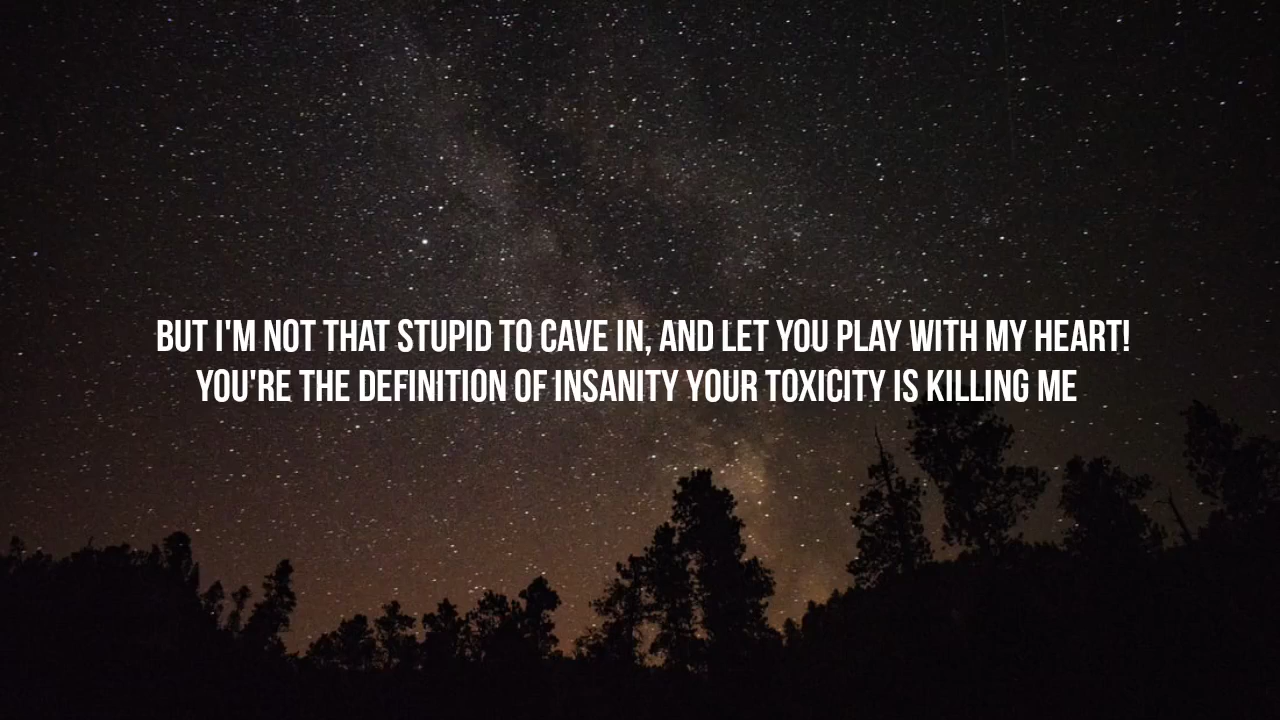 BUT I'M NOT THAT STUPID TO CAVE IN, AND LET YOU PLAY WITH MY HEART!
YOU'RE THE DEFINITION OF INSANITY YOUR TOXICITY IS KILLING ME